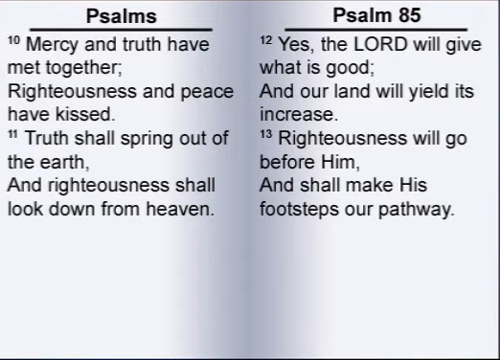 Psalms
10 Mercy and truth have
met together;
Righteousness and peace
have kissed.
11 Truth shall spring out of
the earth,
And righteousness shall
look down from heaven.
Psalm 85
12 Yes, the LORD will give
what is good;
And our land will yield its
increase.
13 Righteousness will go
before Him,
And shall make His
footsteps our pathway.